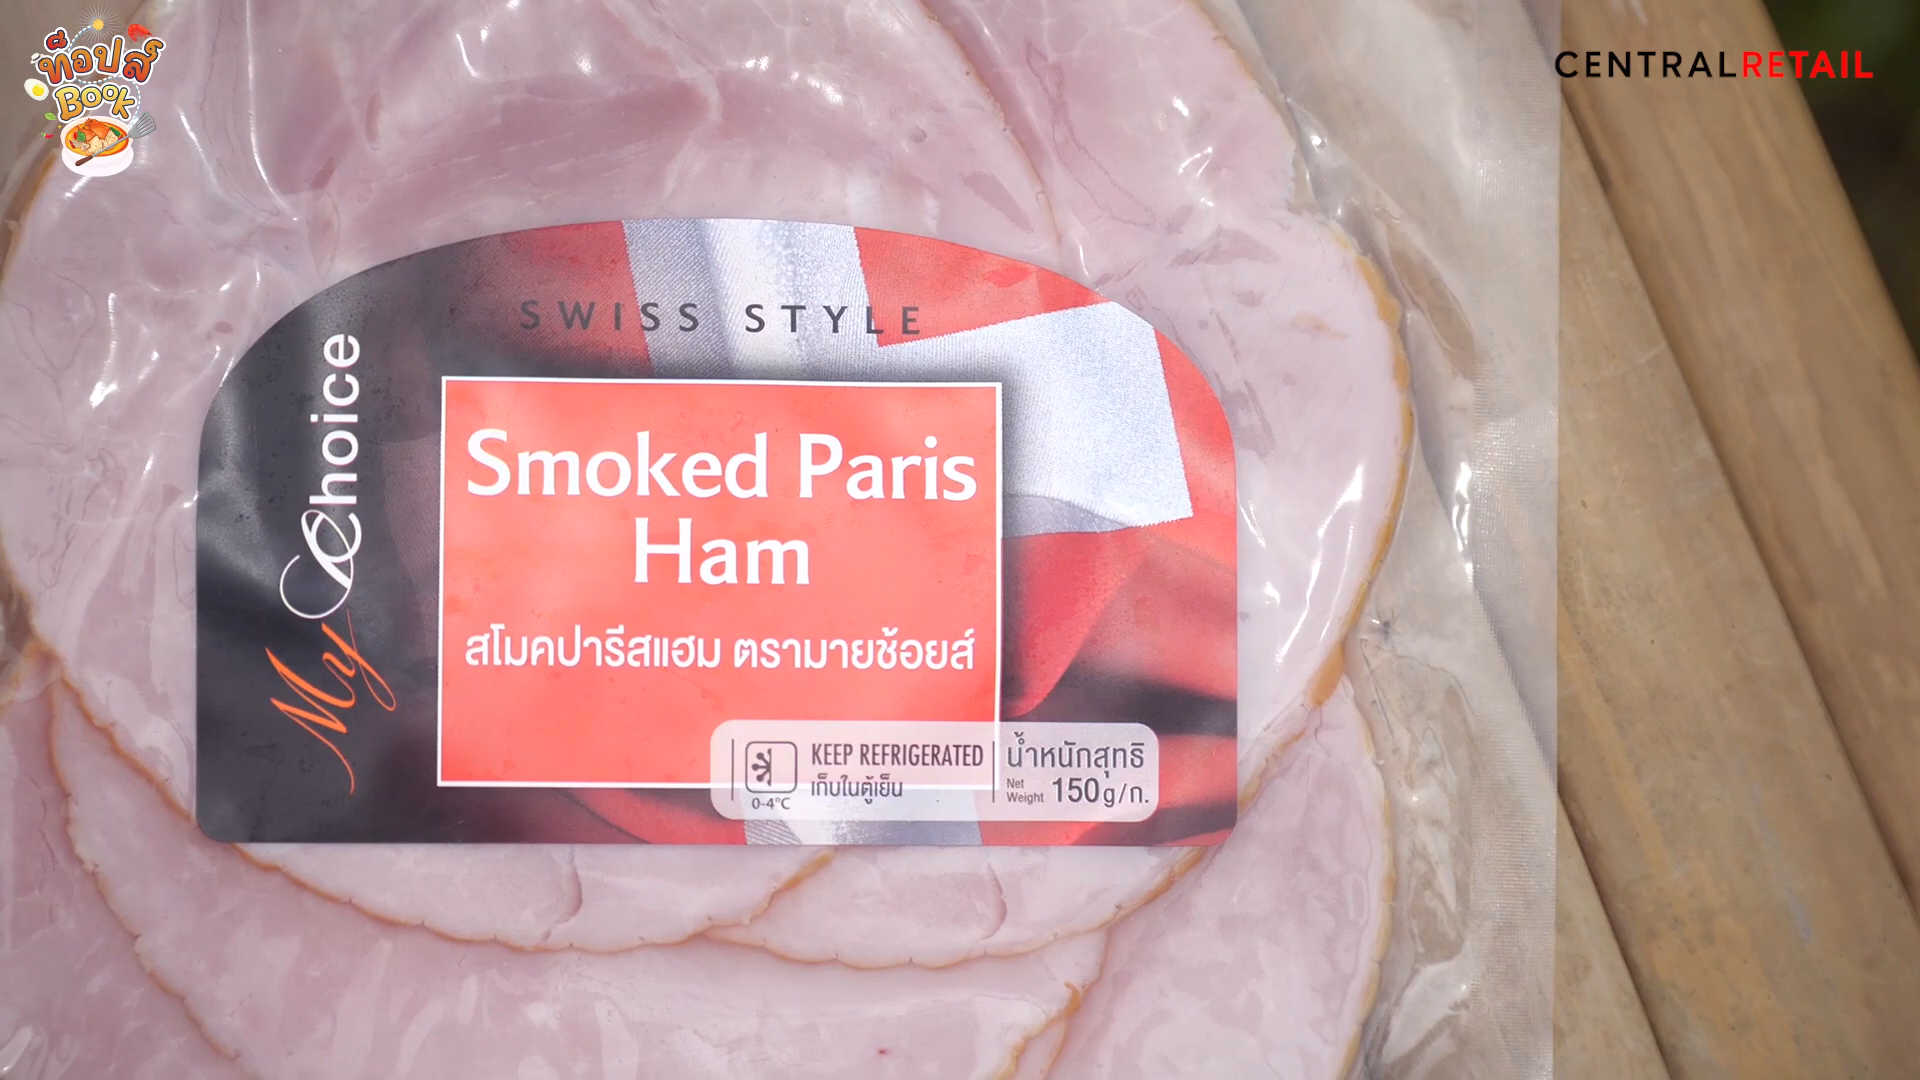 ท็อปส์
Book
CENTRALRETAIL
SWISS STYLE
My Choice
Smoked Paris
Ham
สโมคปารีสแฮม ตรามายช้อยส์
0-4°C
KEEP REFRIGERATED
เก็บในตู้เย็น
น้ำหนักสุทธิ
Net Weight 150g/ก.